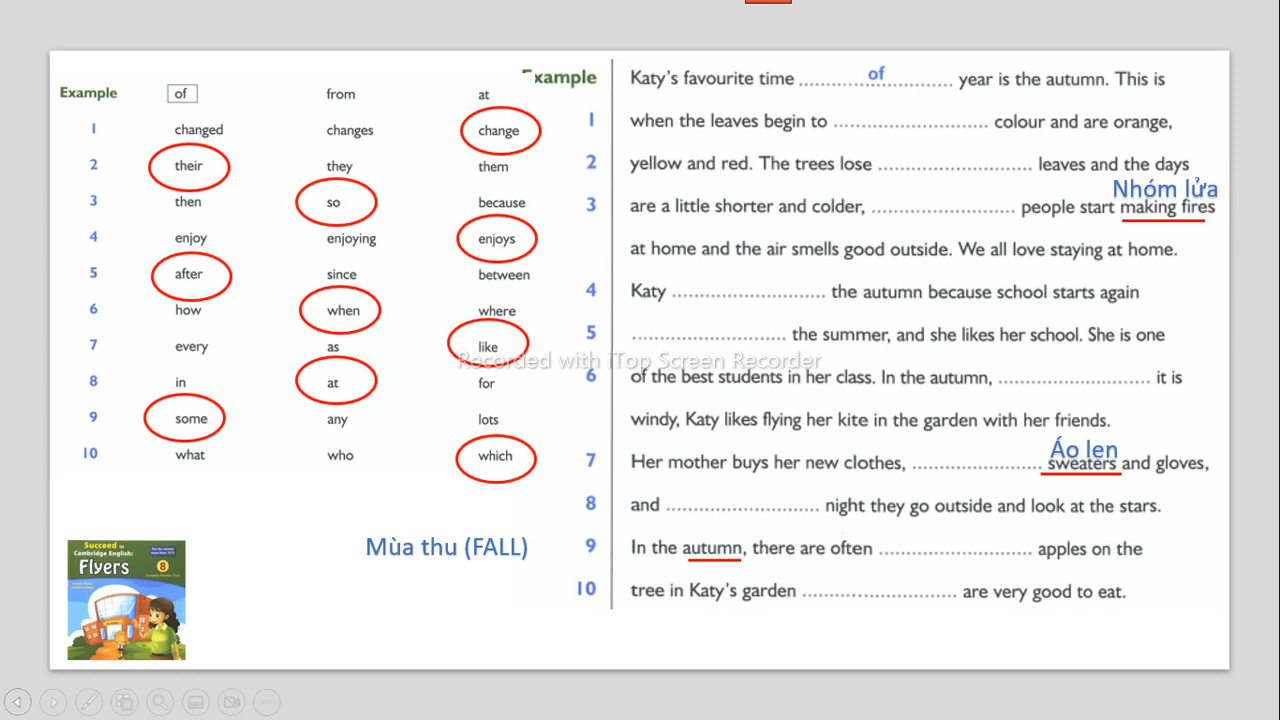 Example of from at
1 changed changes change
2 their they them
3 then so because
4 enjoy enjoying enjoys
5 after since between
6 how when where
7 every as like
8 in at for
9 some any lots
10 what who which
Mùa thu (FALL)
Succeed in
Cambridge English:
Flyers
8
Example Katy's favourite time ........ of ........ year is the autumn. This is
1 when the leaves begin to ................ colour and are orange,
2 yellow and red. The trees lose ................ leaves and the days
Nhóm lửa
3 are a little shorter and colder, ................ people start making fires
at home and the air smells good outside. We all love staying at home.
4 Katy ................ the autumn because school starts again
5 ................ the summer, and she likes her school. She is one
Recorded with iTop Screen Recorder
6 of the best students in her class. In the autumn, ................ it is
windy, Katy likes flying her kite in the garden with her friends.
Áo len
7 Her mother buys her new clothes, ................ sweaters and gloves,
8 and ................ night they go outside and look at the stars.
9 In the autumn, there are often ................ apples on the
10 tree in Katy's garden ................ are very good to eat.